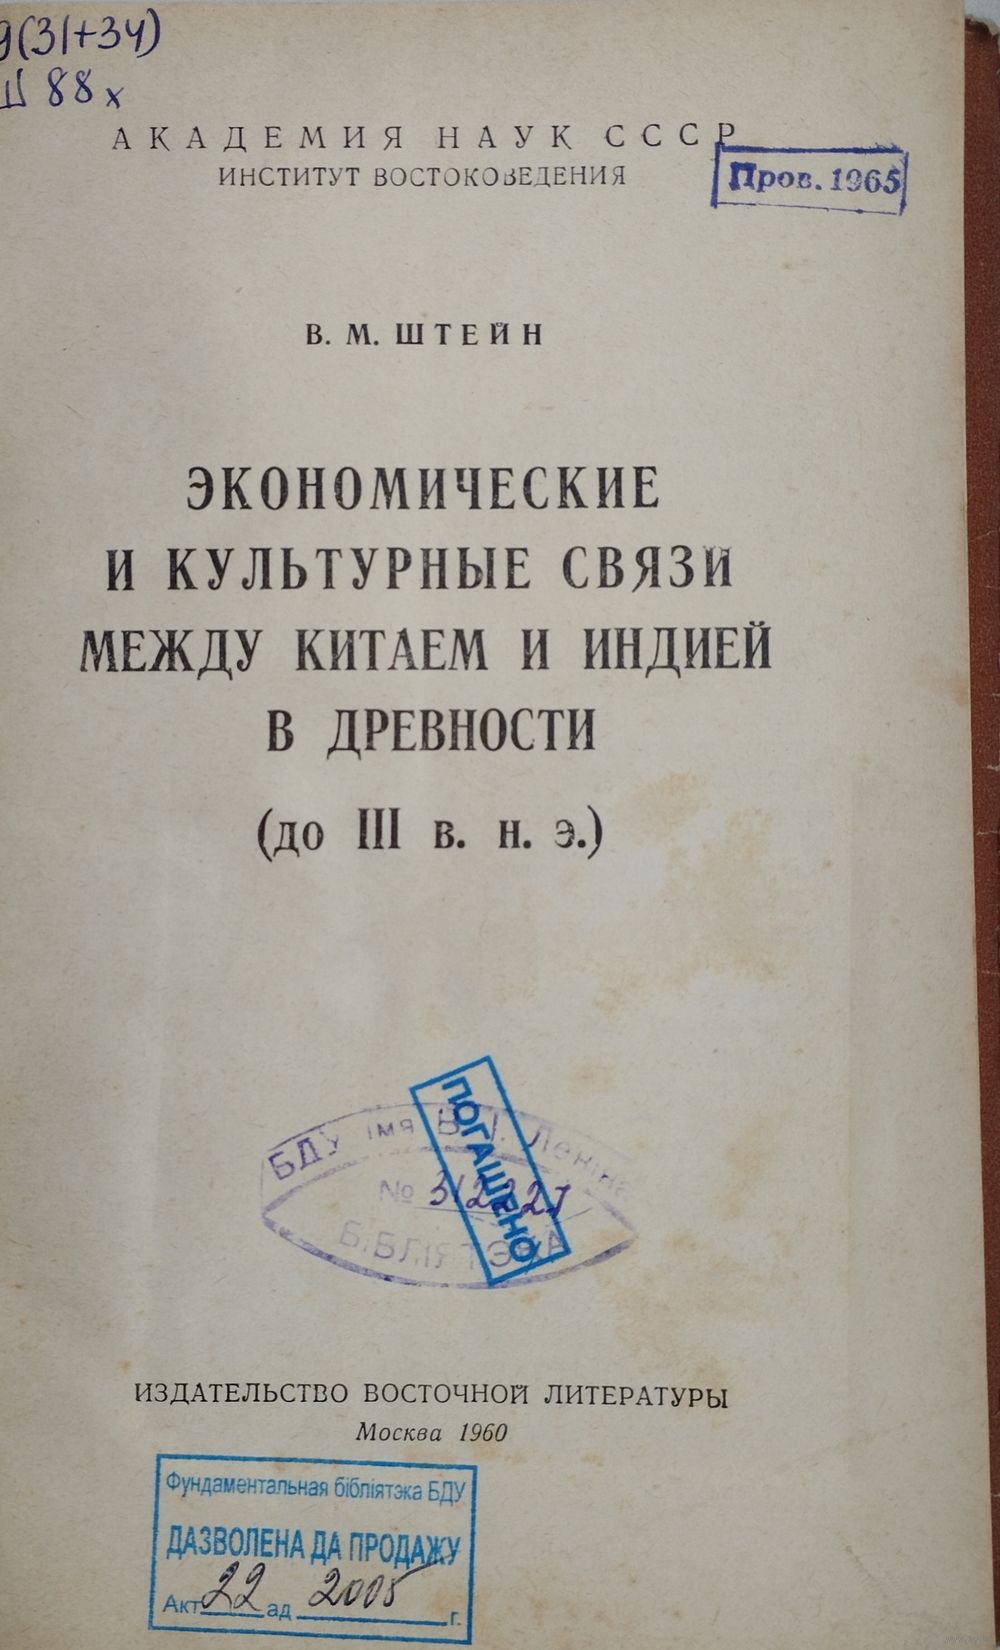 9(31+34)
Ш 88х
АКАДЕМИЯ НАУК СССР
ИНСТИТУТ ВОСТОКОВЕДЕНИЯ
Пров. 1965
В. М. ШТЕЙН
ЭКОНОМИЧЕСКИЕ
И КУЛЬТУРНЫЕ СВЯЗИ
МЕЖДУ КИТАЕМ И ИНДИЕЙ
В ДРЕВНОСТИ
(до III в. н. э.)
ПОГАШЕНО
БДУ імя В. І. Леніна
№ 312227
БІБЛІЯТЭКА
ИЗДАТЕЛЬСТВО ВОСТОЧНОЙ ЛИТЕРАТУРЫ
Москва 1960
Фундаментальная бібліятэка БДУ
ДАЗВОЛЕНА ДА ПРОДАЖУ
Акт 22 ад 2005 г.